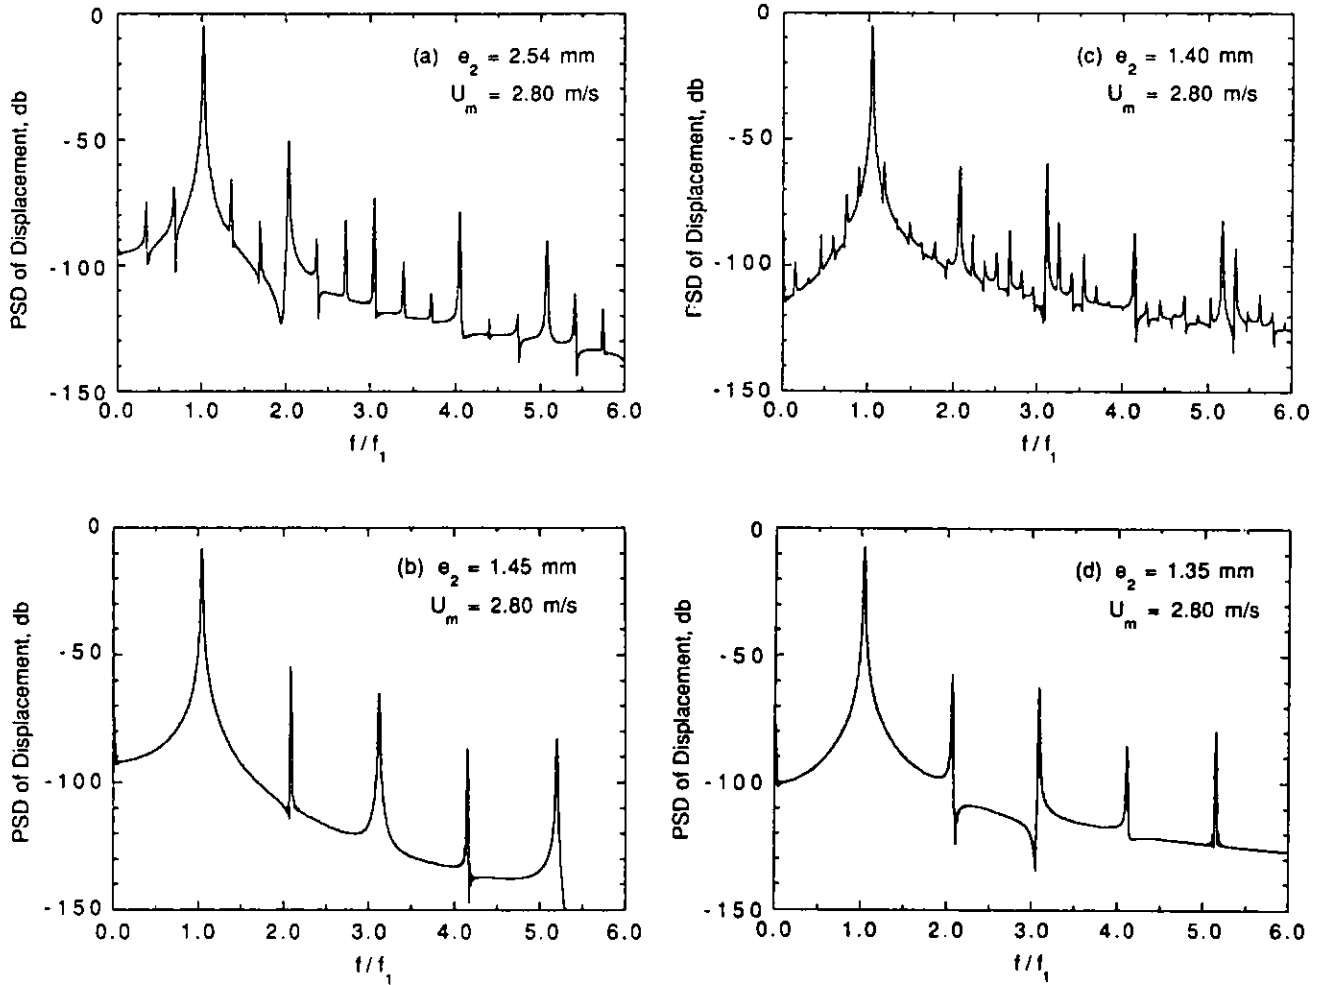 0
(a) e2 = 2.54 mm
Um = 2.80 m/s
PSD of Displacement, db
-50
-100
-150
0.0 1.0 2.0 3.0 4.0 5.0 6.0
f/f1
0
(c) e2 = 1.40 mm
Um = 2.80 m/s
PSD of Displacement, db
-50
-100
-150
0.0 1.0 2.0 3.0 4.0 5.0 6.0
f/f1
0
(b) e2 = 1.45 mm
Um = 2.80 m/s
PSD of Displacement, db
-50
-100
-150
0.0 1.0 2.0 3.0 4.0 5.0 6.0
f/f1
0
(d) e2 = 1.35 mm
Um = 2.80 m/s
PSD of Displacement, db
-50
-100
-150
0.0 1.0 2.0 3.0 4.0 5.0 6.0
f/f1